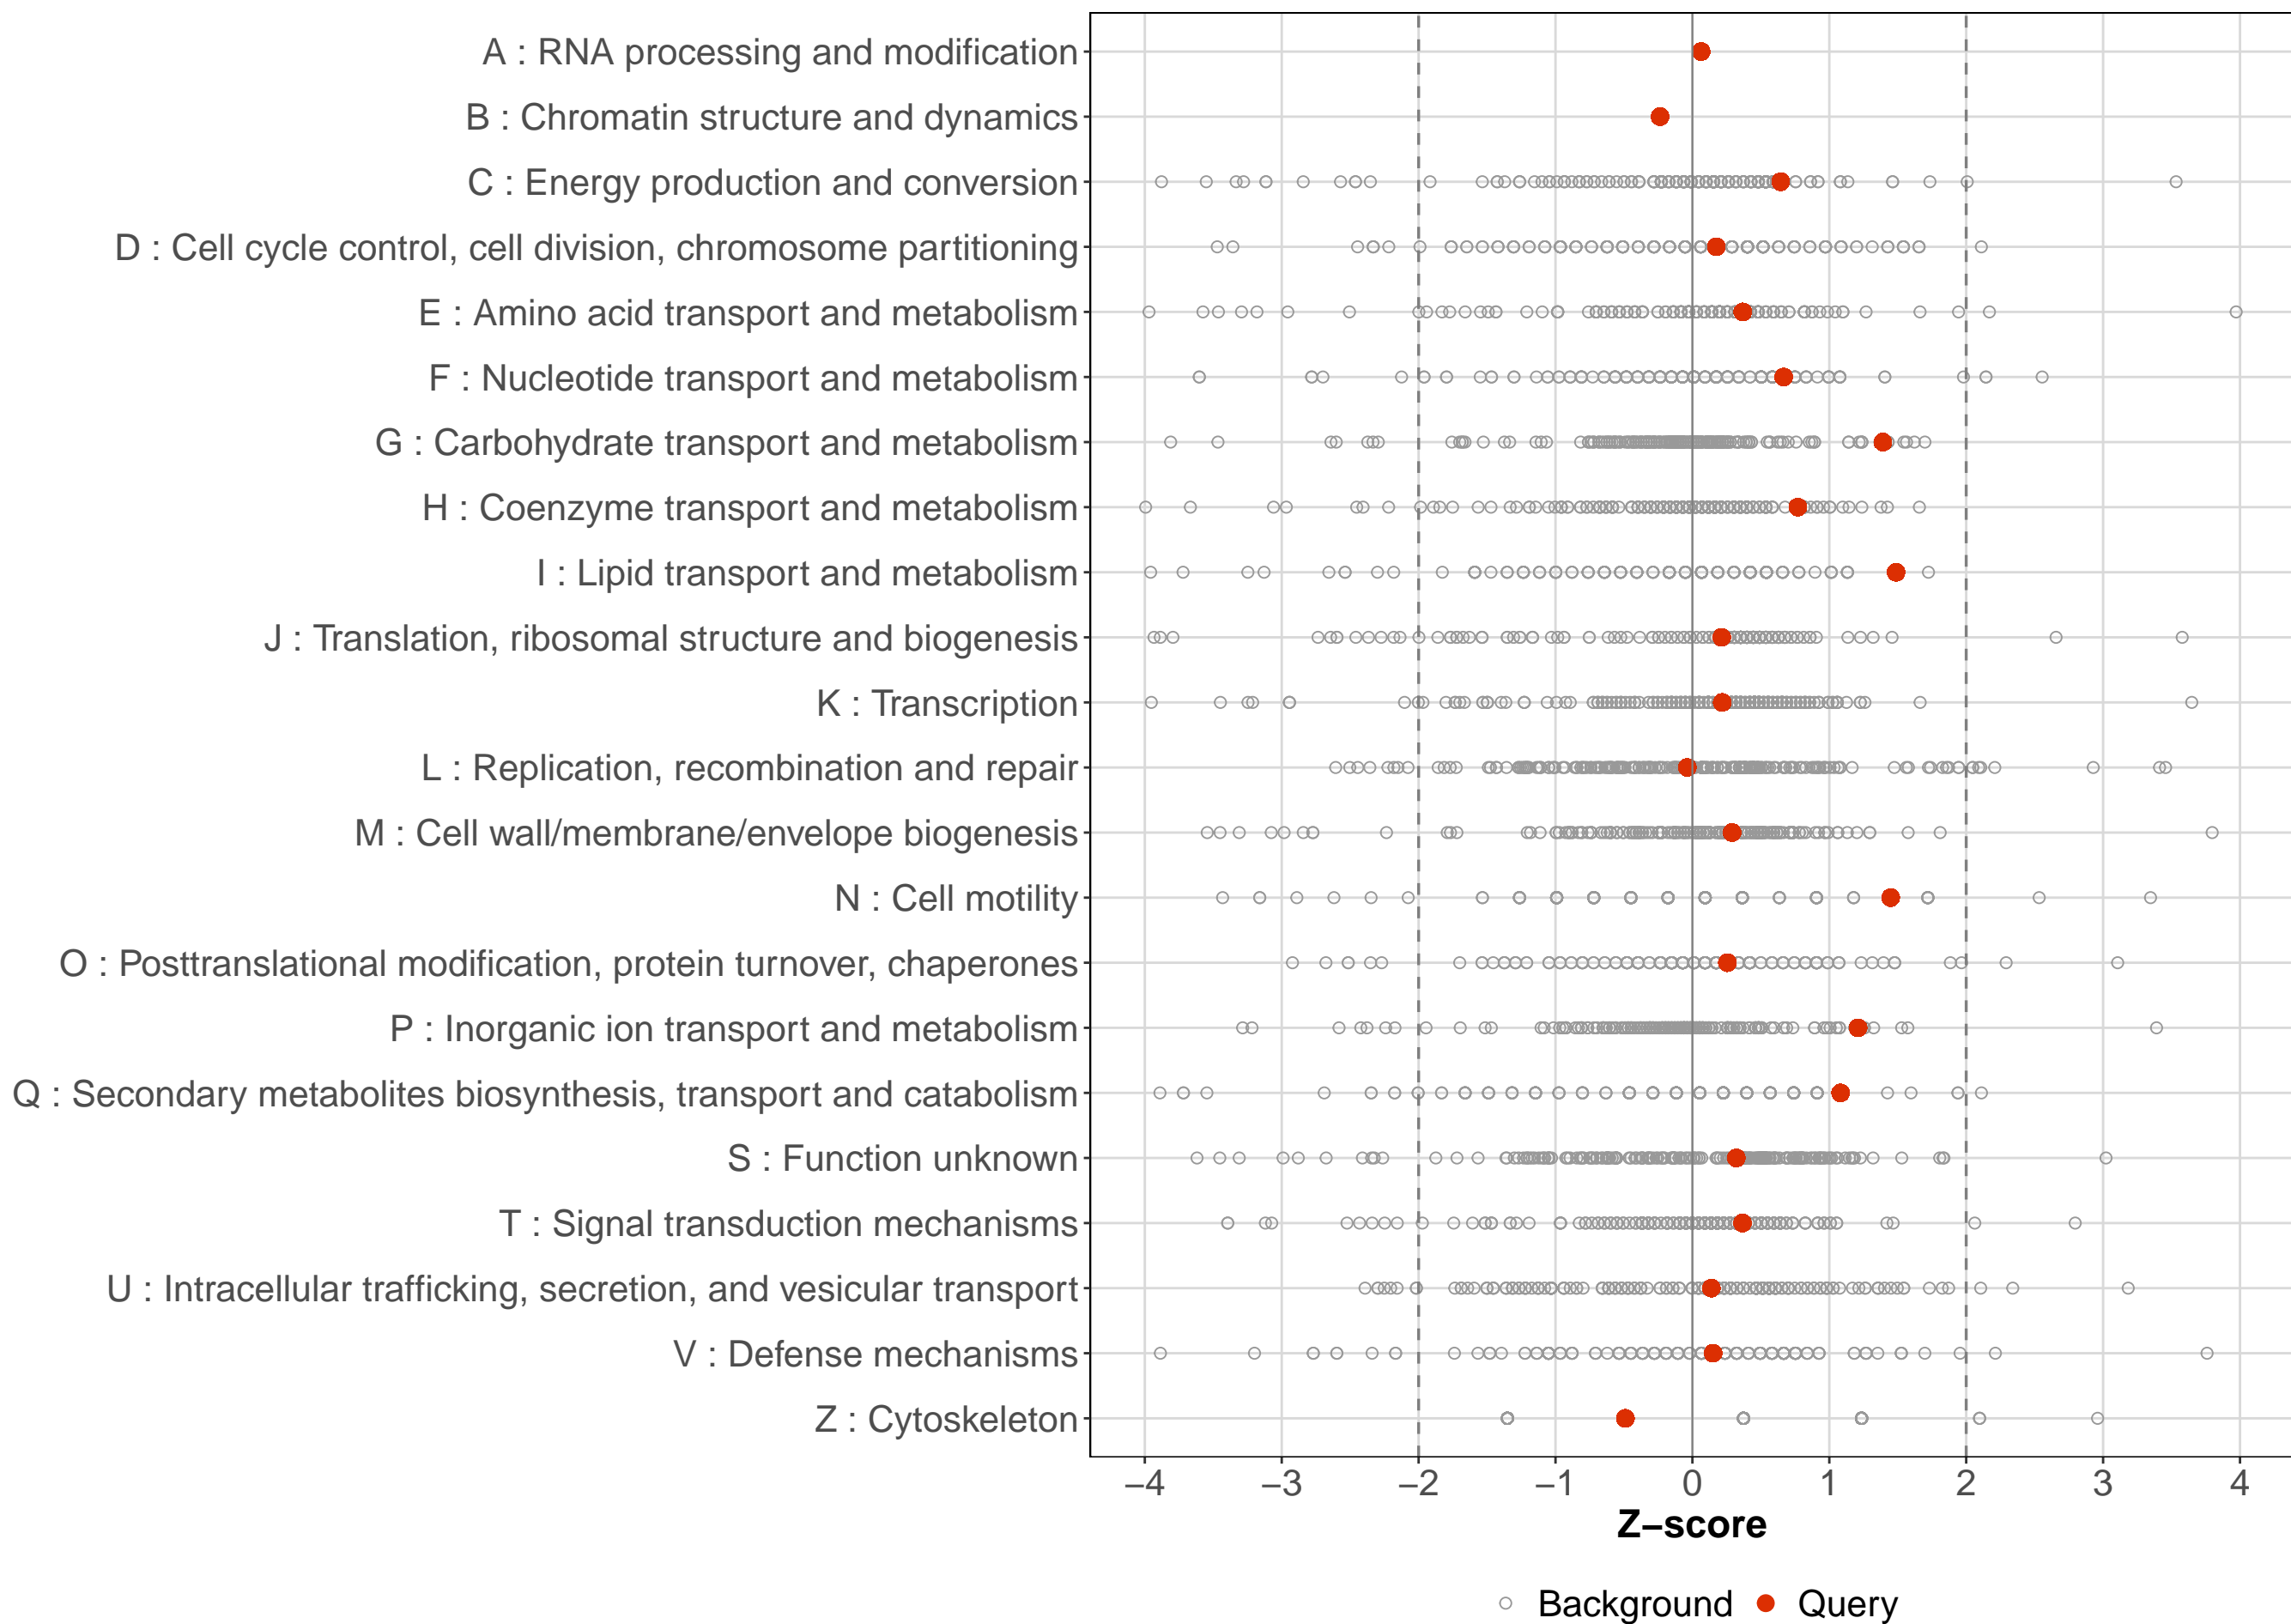 A : RNA processing and modification
B : Chromatin structure and dynamics
C : Energy production and conversion
D : Cell cycle control, cell division, chromosome partitioning
E : Amino acid transport and metabolism
F : Nucleotide transport and metabolism
G : Carbohydrate transport and metabolism
H : Coenzyme transport and metabolism
I : Lipid transport and metabolism
J : Translation, ribosomal structure and biogenesis
K : Transcription
L : Replication, recombination and repair
M : Cell wall/membrane/envelope biogenesis
N : Cell motility
O : Posttranslational modification, protein turnover, chaperones
P : Inorganic ion transport and metabolism
Q : Secondary metabolites biosynthesis, transport and catabolism
S : Function unknown
T : Signal transduction mechanisms
U : Intracellular trafficking, secretion, and vesicular transport
V : Defense mechanisms
Z : Cytoskeleton
−4 −3 −2 −1 0 1 2 3 4
Z−score
Background Query